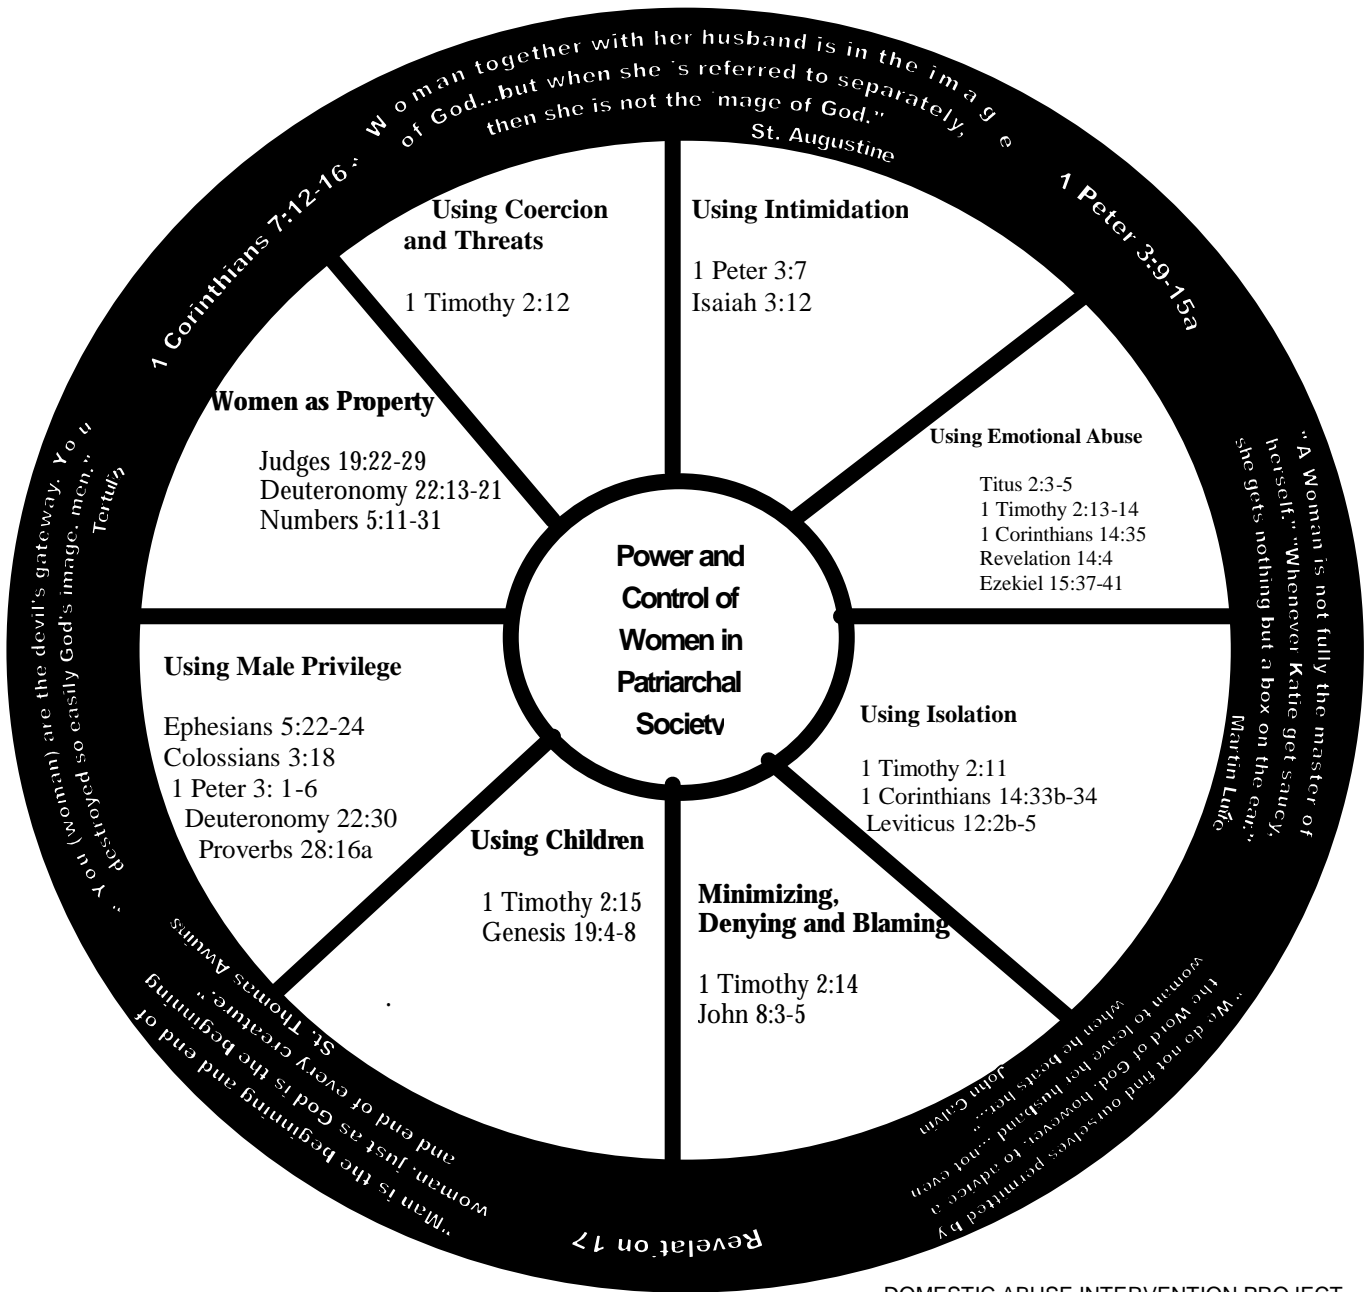 Woman together with her husband is in the image
of God...but when she is referred to separately,
then she is not the image of God."
St. Augustine
1 Corinthians 7:12-16
1 Peter 3:9-15a
Using Coercion
and Threats
1 Timothy 2:12
Using Intimidation
1 Peter 3:7
Isaiah 3:12
Women as Property
Judges 19:22-29
Deuteronomy 22:13-21
Numbers 5:11-31
Using Emotional Abuse
Titus 2:3-5
1 Timothy 2:13-14
1 Corinthians 14:35
Revelation 14:4
Ezekiel 15:37-41
Power and
Control of
Women in
Patriarchal
Society
Using Male Privilege
Ephesians 5:22-24
Colossians 3:18
1 Peter 3: 1-6
Deuteronomy 22:30
Proverbs 28:16a
Using Isolation
1 Timothy 2:11
1 Corinthians 14:33b-34
Leviticus 12:2b-5
Using Children
1 Timothy 2:15
Genesis 19:4-8
Minimizing,
Denying and Blaming
1 Timothy 2:14
John 8:3-5
"A Woman is not fully the master of
herself." "Whenever Katie get saucy,
she gets nothing but a box on the ear."
Martin
"We do not find ourselves permitted by
the Word of God, however, to advice a
woman to leave her husband ...not even
when he beats her..."
John Calvin
Revelation 17
"Man is the beginning and end of
woman, just as God is the beginning
and end of every creature."
St. Thomas
"You (woman) are the devil's gateway. You
destroyed so easily God's image, men."
DOMESTIC ABUSE INTERVENTION PROJECT